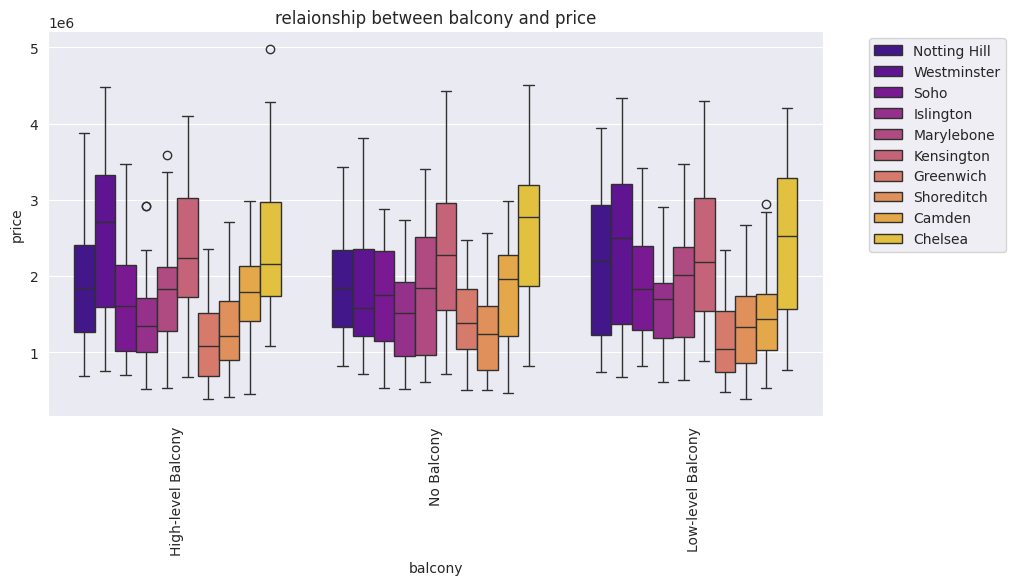 relaionship between balcony and price
1e6
5
4
3
2
1
price
High-level Balcony
No Balcony
Low-level Balcony
balcony
Notting Hill
Westminster
Soho
Islington
Marylebone
Kensington
Greenwich
Shoreditch
Camden
Chelsea